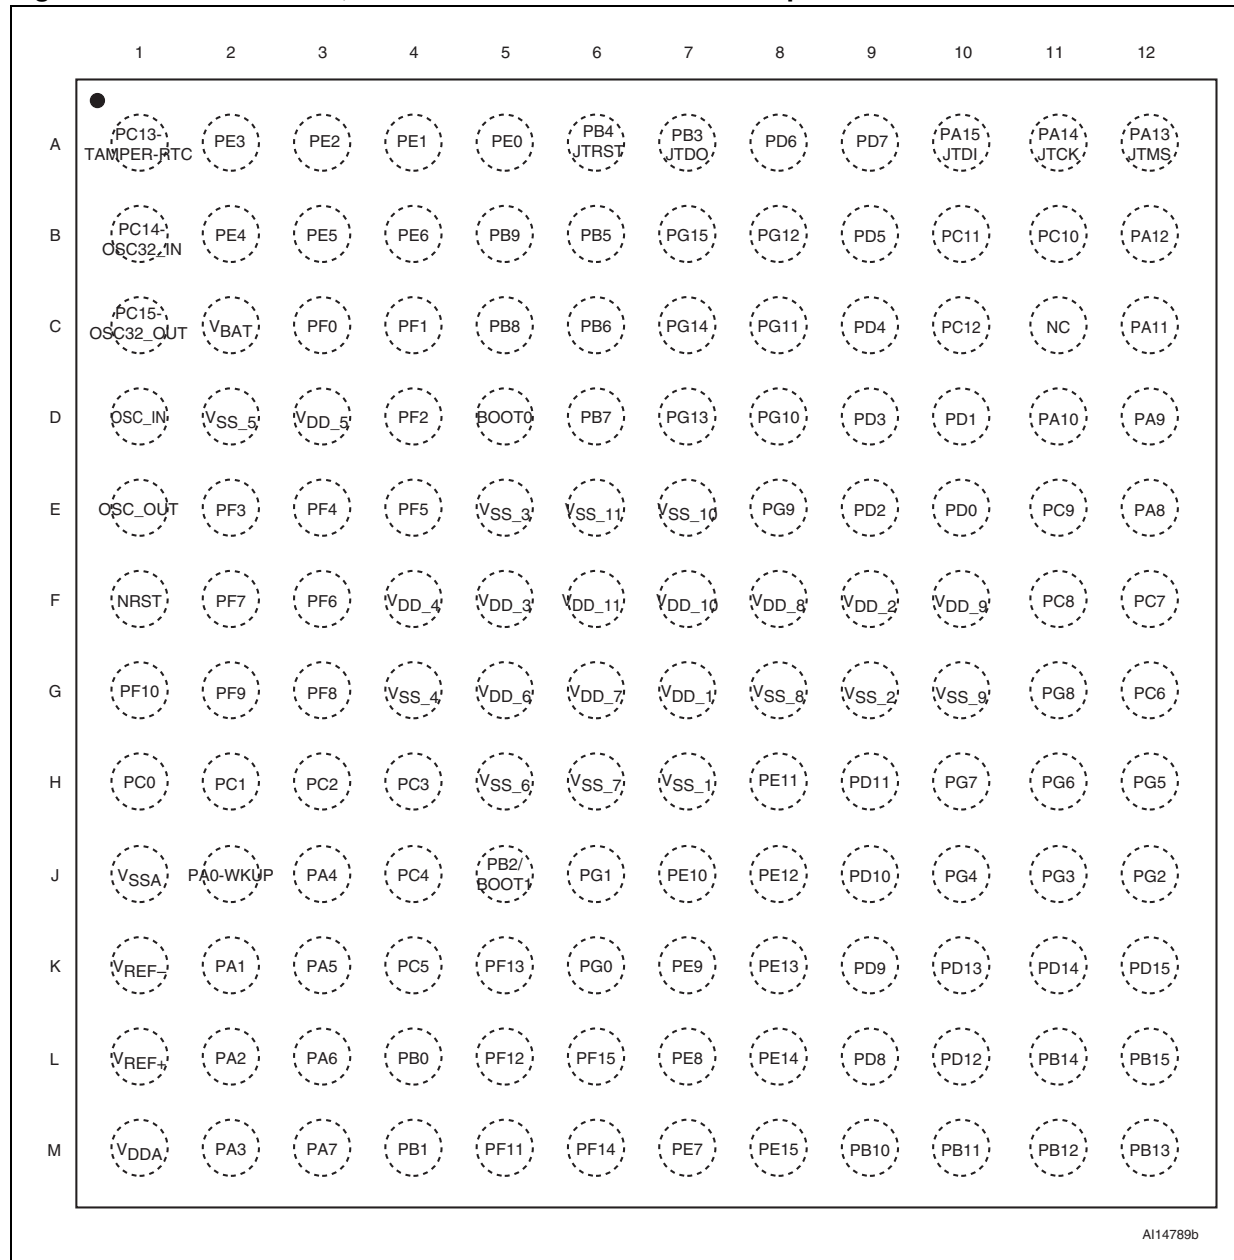 1 2 3 4 5 6 7 8 9 10 11 12
A PC13-TAMPER-RTC PE3 PE2 PE1 PE0 PB4 JTRST PB3 JTDO PD6 PD7 PA15 JTDI PA14 JTCK PA13 JTMS
B PC14-OSC32_IN PE4 PE5 PE6 PB9 PB5 PG15 PG12 PD5 PC11 PC10 PA12
C PC15-OSC32_OUT VBAT PF0 PF1 PB8 PB6 PG14 PG11 PD4 PC12 NC PA11
D OSC_IN VSS_5 VDD_5 PF2 BOOT0 PB7 PG13 PG10 PD3 PD1 PA10 PA9
E OSC_OUT PF3 PF4 PF5 VSS_3 VSS_11 VSS_10 PG9 PD2 PD0 PC9 PA8
F NRST PF7 PF6 VDD_4 VDD_3 VDD_11 VDD_10 VDD_8 VDD_2 VDD_9 PC8 PC7
G PF10 PF9 PF8 VSS_4 VDD_6 VDD_7 VDD_1 VSS_8 VSS_2 VSS_9 PG8 PC6
H PC0 PC1 PC2 PC3 VSS_6 VSS_7 VSS_1 PE11 PD11 PG7 PG6 PG5
J VSSA PA0-WKUP PA4 PC4 PB2/BOOT1 PG1 PE10 PE12 PD10 PG4 PG3 PG2
K VREF– PA1 PA5 PC5 PF13 PG0 PE9 PE13 PD9 PD13 PD14 PD15
L VREF+ PA2 PA6 PB0 PF12 PF15 PE8 PE14 PD8 PD12 PB14 PB15
M VDDA PA3 PA7 PB1 PF11 PF14 PE7 PE15 PB10 PB11 PB12 PB13
AI14789b